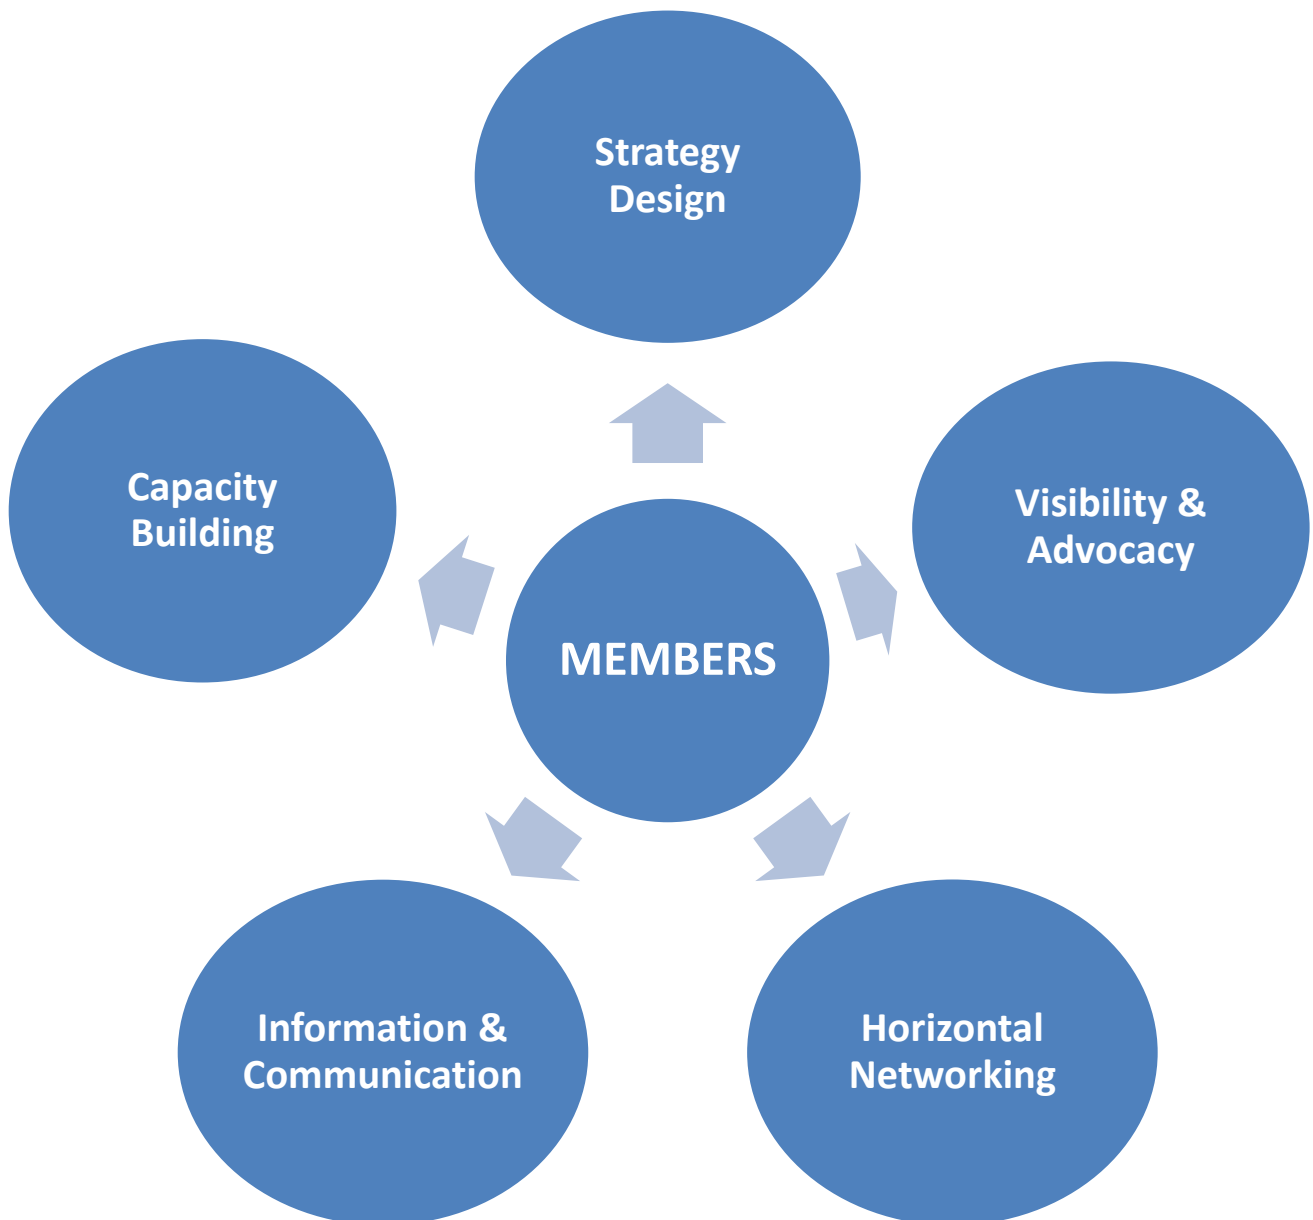 Strategy
Design
Capacity
Building
Visibility &
Advocacy
MEMBERS
Information &
Communication
Horizontal
Networking